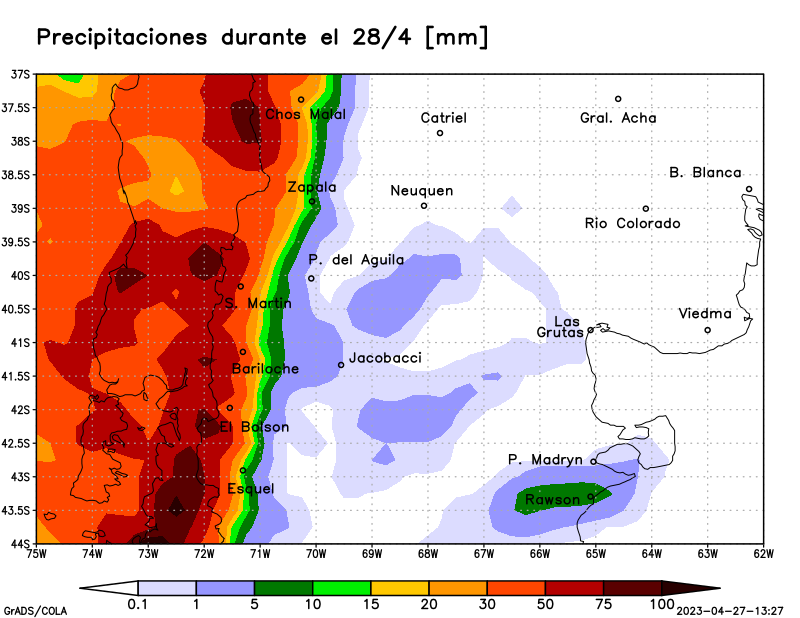 Precipitaciones durante el 28/4 [mm]
37S
37.5S
Chos Malal
Catriel
Gral. Acha
38S
38.5S
B. Blanca
Zapala
Neuquen
39S
Rio Colorado
39.5S
P. del Aguila
40S
S. Martin
40.5S
Las
Grutas
Viedma
41S
Jacobacci
Bariloche
41.5S
42S
El Bolson
42.5S
P. Madryn
43S
Esquel
Rawson
43.5S
44S
75W 74W 73W 72W 71W 70W 69W 68W 67W 66W 65W 64W 63W 62W
0.1 1 5 10 15 20 30 50 75 100
GrADS/COLA
2023-04-27-13:27